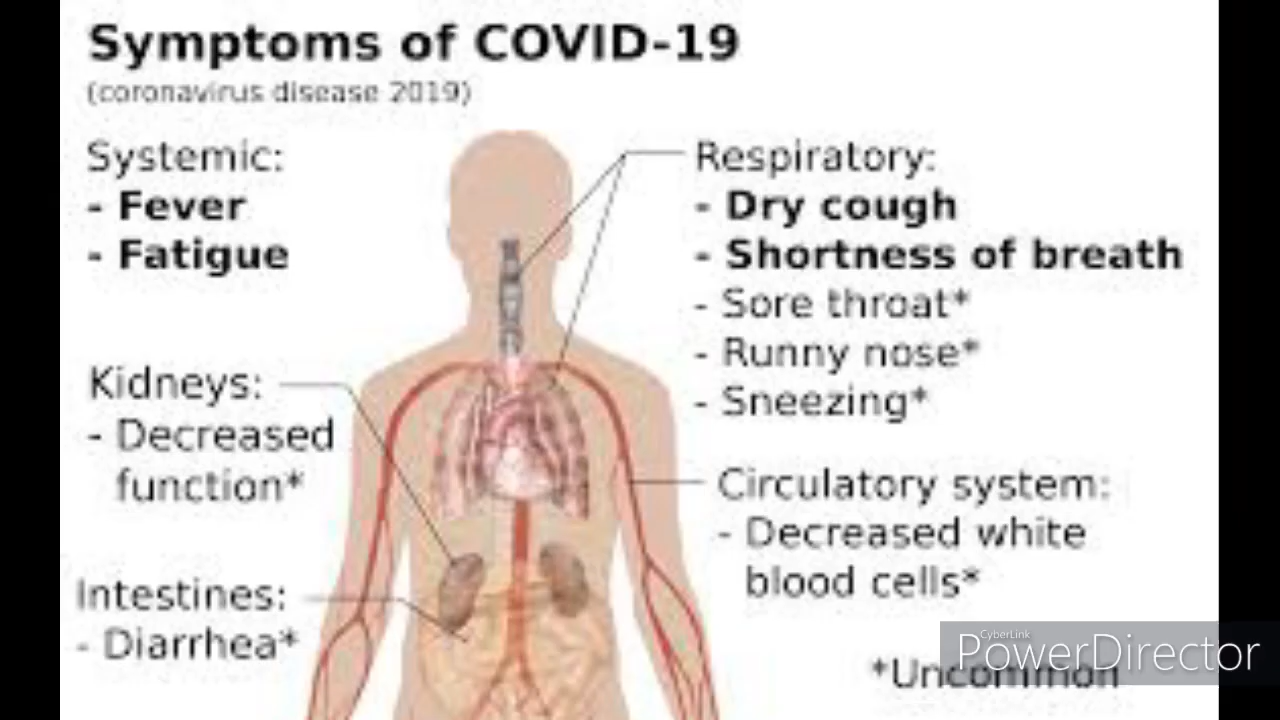 Symptoms of COVID-19
(coronavirus disease 2019)
Systemic:
- Fever
- Fatigue
Kidneys:
- Decreased
function*
Intestines:
- Diarrhea*
Respiratory:
- Dry cough
- Shortness of breath
- Sore throat*
- Runny nose*
- Sneezing*
Circulatory system:
- Decreased white
blood cells*
*Uncommon
CyberLink
PowerDirector